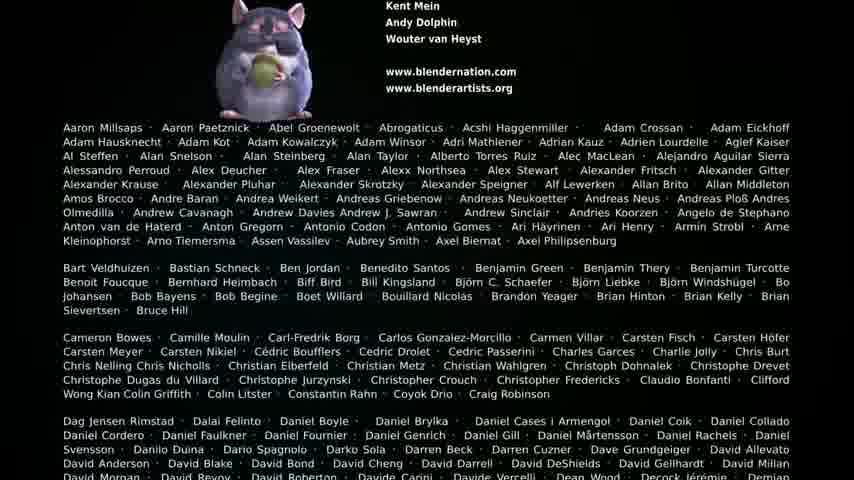 Kent Mein
Andy Dolphin
Wouter van Heyst
www.blendernation.com
www.blenderartists.org
Aaron Millsaps · Aaron Paetznick · Abel Groenewolt · Abrogaticus · Acshi Haggenmiller · Adam Crossan · Adam Eickhoff
Adam Hausknecht · Adam Kot · Adam Kowalczyk · Adam Winsor · Adri Mathlener · Adrian Kauz · Adrien Lourdelle · Aglef Kaiser
Al Steffen · Alan Snelson · Alan Steinberg · Alan Taylor · Alberto Torres Ruiz · Alec MacLean · Alejandro Aguilar Sierra
Alessandro Perroud · Alex Deucher · Alex Fraser · Alexx Northsea · Alex Stewart · Alexander Fritsch · Alexander Gitter
Alexander Krause · Alexander Pluhar · Alexander Skrotzky · Alexander Speigner · Alf Lewerken · Allan Brito · Allan Middleton
Amos Brocco · Andre Baran · Andrea Weikert · Andreas Griebenow · Andreas Neukoetter · Andreas Neus · Andreas Ploß Andres
Olmedilla · Andrew Cavanagh · Andrew Davies Andrew J. Sawran · Andrew Sinclair · Andries Koorzen · Angelo de Stephano
Anton van de Haterd · Anton Gregorn · Antonio Codon · Antonio Gomes · Ari Häyrinen · Ari Henry · Armin Strobl · Arne
Kleinophorst · Arno Tiemersma · Assen Vassilev · Aubrey Smith · Axel Biernat · Axel Philipsenburg
Bart Veldhuizen · Bastian Schneck · Ben Jordan · Benedito Santos · Benjamin Green · Benjamin Thery · Benjamin Turcotte
Benoit Foucque · Bernhard Heimbach · Biff Bird · Bill Kingsland · Björn C. Schaefer · Björn Liebke · Björn Windshügel · Bo
Johansen · Bob Bayens · Bob Begine · Boet Willard · Bouillard Nicolas · Brandon Yeager · Brian Hinton · Brian Kelly · Brian
Sievertsen · Bruce Hill
Cameron Bowes · Camille Moulin · Carl-Fredrik Borg · Carlos Gonzalez-Morcillo · Carmen Villar · Carsten Fisch · Carsten Höfer
Carsten Meyer · Carsten Nikiel · Cédric Boufflers · Cedric Drolet · Cedric Passerini · Charles Garces · Charlie Jolly · Chris Burt
Chris Nelling Chris Nicholls · Christian Elberfeld · Christian Metz · Christian Wahlgren · Christoph Dohnalek · Christophe Drevet
Christophe Dugas du Villard · Christophe Jurzynski · Christopher Crouch · Christopher Fredericks · Claudio Bonfanti · Clifford
Wong Kian Colin Griffith · Colin Litster · Constantin Rahn · Coyok Drio · Craig Robinson
Dag Jensen Rimstad · Dalai Felinto · Daniel Boyle · Daniel Brylka · Daniel Cases i Armengol · Daniel Coik · Daniel Collado
Daniel Cordero · Daniel Faulkner · Daniel Fournier · Daniel Genrich · Daniel Gill · Daniel Mårtensson · Daniel Rachels · Daniel
Svensson · Danilo Duina · Dario Spagnolo · Darko Sola · Darren Beck · Darren Cuzner · Dave Grundgeiger · David Allevato
David Anderson · David Blake · David Bond · David Cheng · David Darrell · David DeShields · David Gellhardt · David Millan
David Morgan · David Revoy · David Roberton · Davide Carini · Davide Vercelli · Dean Wood · Decock Jérémie · Demian